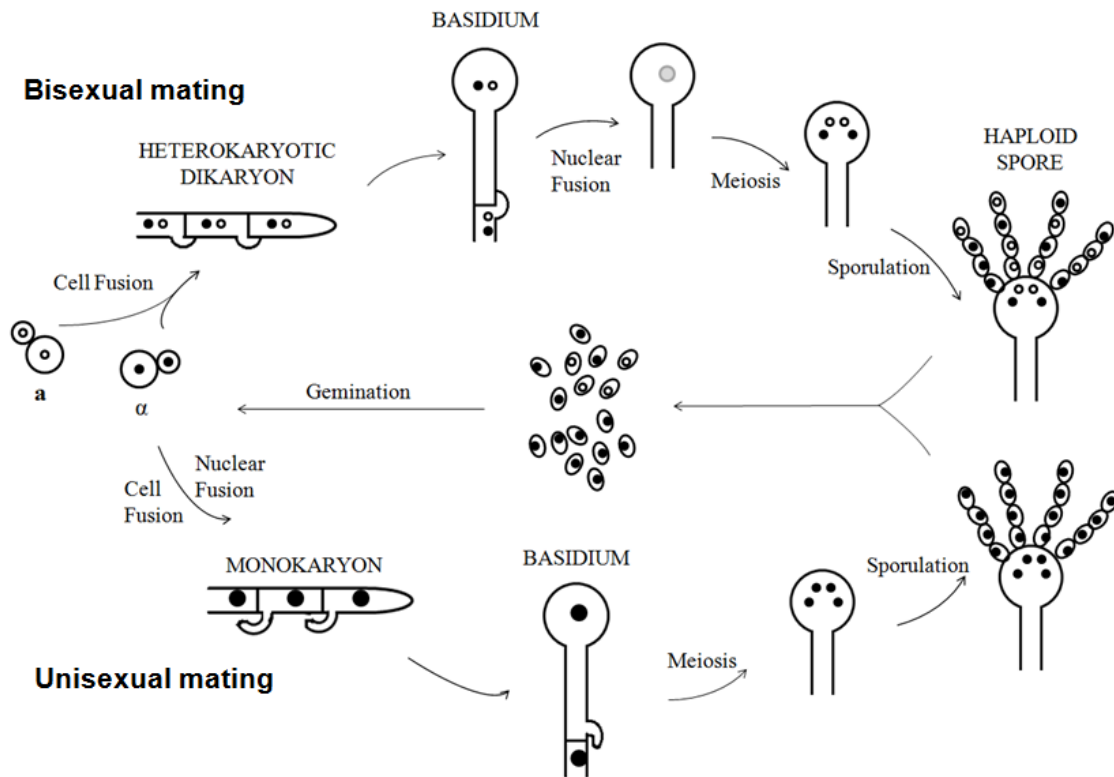 BASIDIUM
Bisexual mating
HETEROKARYOTIC
DIKARYON
Nuclear
Fusion
Meiosis
HAPLOID
SPORE
Cell Fusion
Sporulation
a
α
Gemination
Nuclear
Fusion
Cell
Fusion
MONOKARYON
BASIDIUM
Sporulation
Meiosis
Unisexual mating